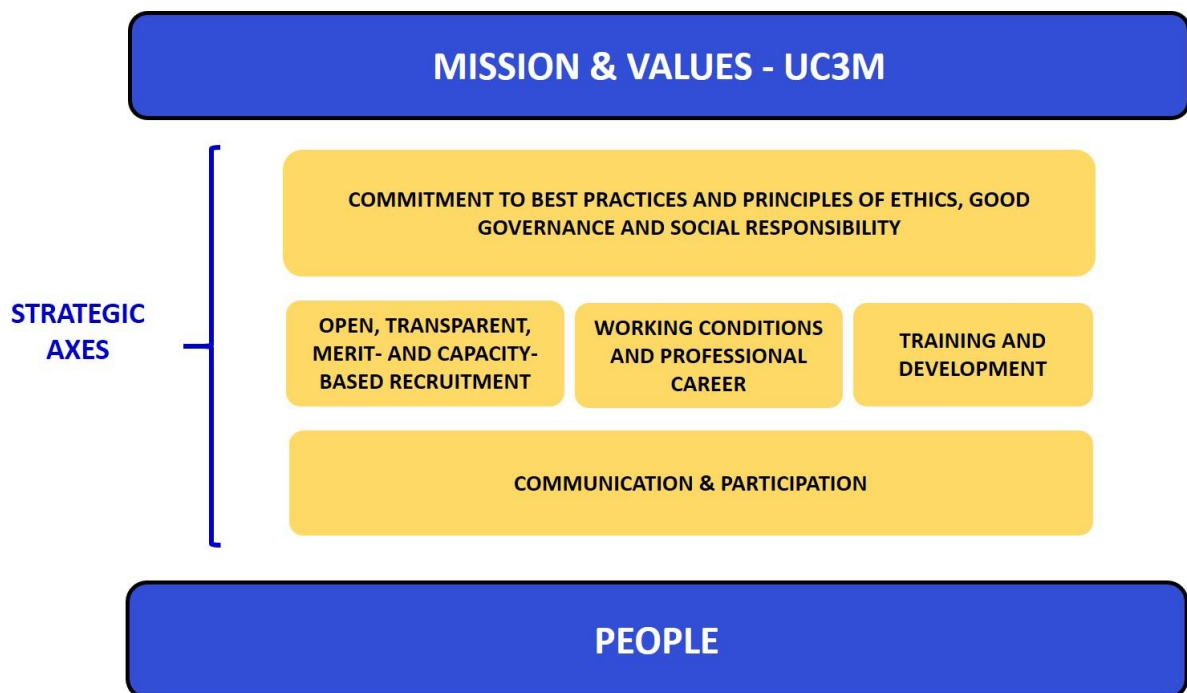 MISSION & VALUES - UC3M
COMMITMENT TO BEST PRACTICES AND PRINCIPLES OF ETHICS, GOOD
GOVERNANCE AND SOCIAL RESPONSIBILITY
STRATEGIC
AXES
OPEN, TRANSPARENT,
MERIT- AND CAPACITY-
BASED RECRUITMENT
WORKING CONDITIONS
AND PROFESSIONAL
CAREER
TRAINING AND
DEVELOPMENT
COMMUNICATION & PARTICIPATION
PEOPLE